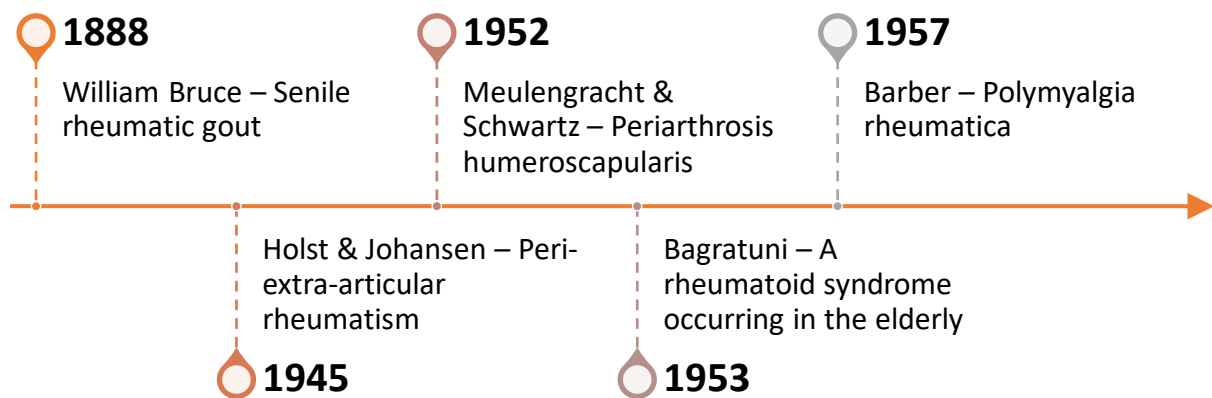 1888
William Bruce – Senile
rheumatic gout
1945
Holst & Johansen – Peri-
extra-articular
rheumatism
1952
Meulengracht &
Schwartz – Periarthrosis
humeroscapularis
1953
Bagratuni – A
rheumatoid syndrome
occurring in the elderly
1957
Barber – Polymyalgia
rheumatica